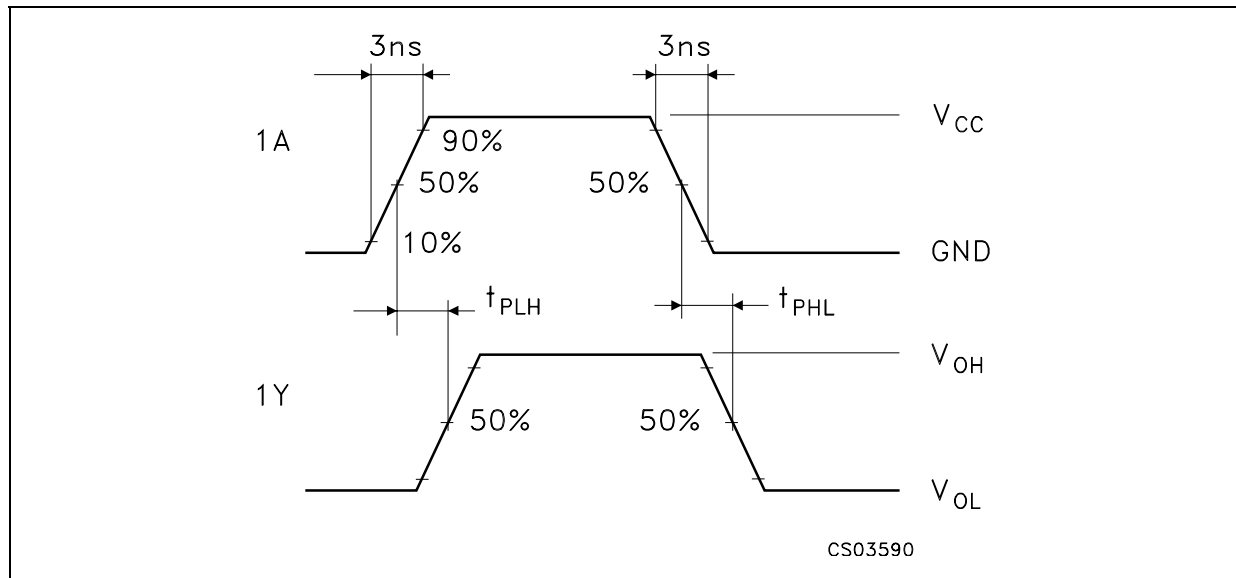 3ns 3ns
V_CC
1A
90%
50% 50%
10%
GND
t_PLH t_PHL
V_OH
1Y
50% 50%
V_OL
CS03590